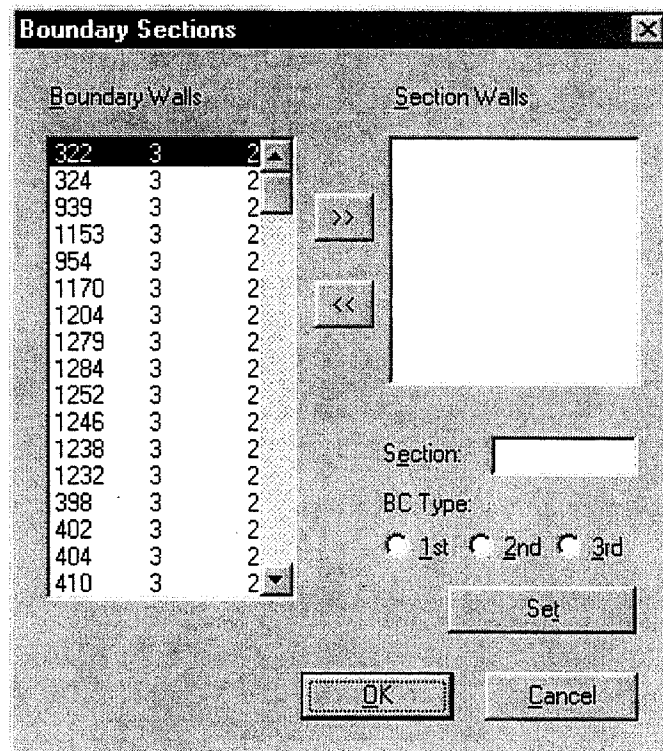 Boundary Sections
Boundary Walls
322 3 2
324 3 2
939 3 2
1153 3 2
954 3 2
1170 3 2
1204 3 2
1279 3 2
1284 3 2
1252 3 2
1246 3 2
1238 3 2
1232 3 2
398 3 2
402 3 2
404 3 2
410 3 2
>>
<<
Section Walls
Section:
BC Type:
1st 2nd 3rd
Set
OK Cancel